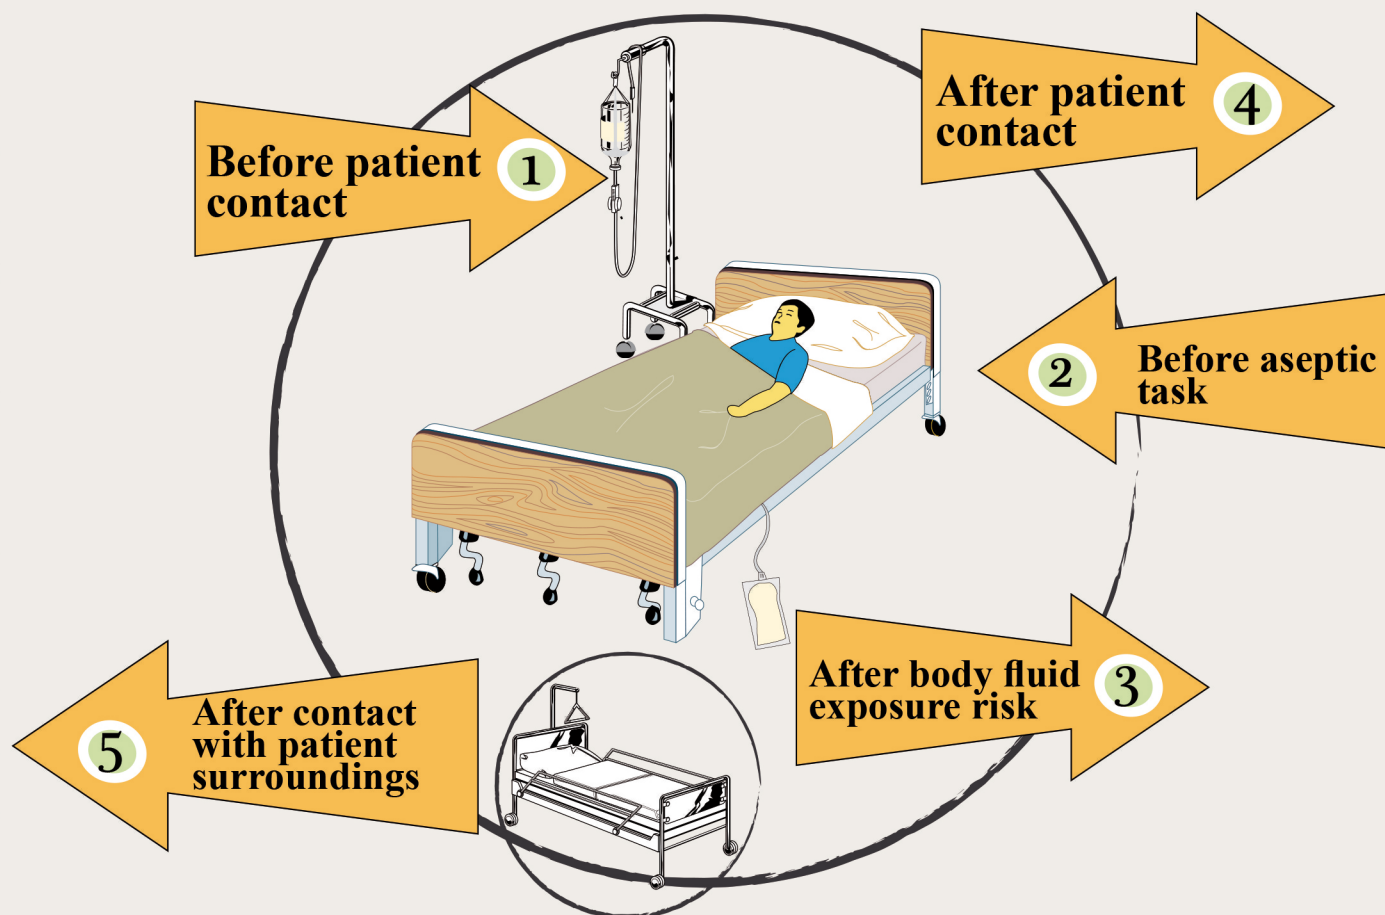 Before patient
contact
1
After patient
contact
4
2
Before aseptic
task
After body fluid
exposure risk
3
5
After contact
with patient
surroundings